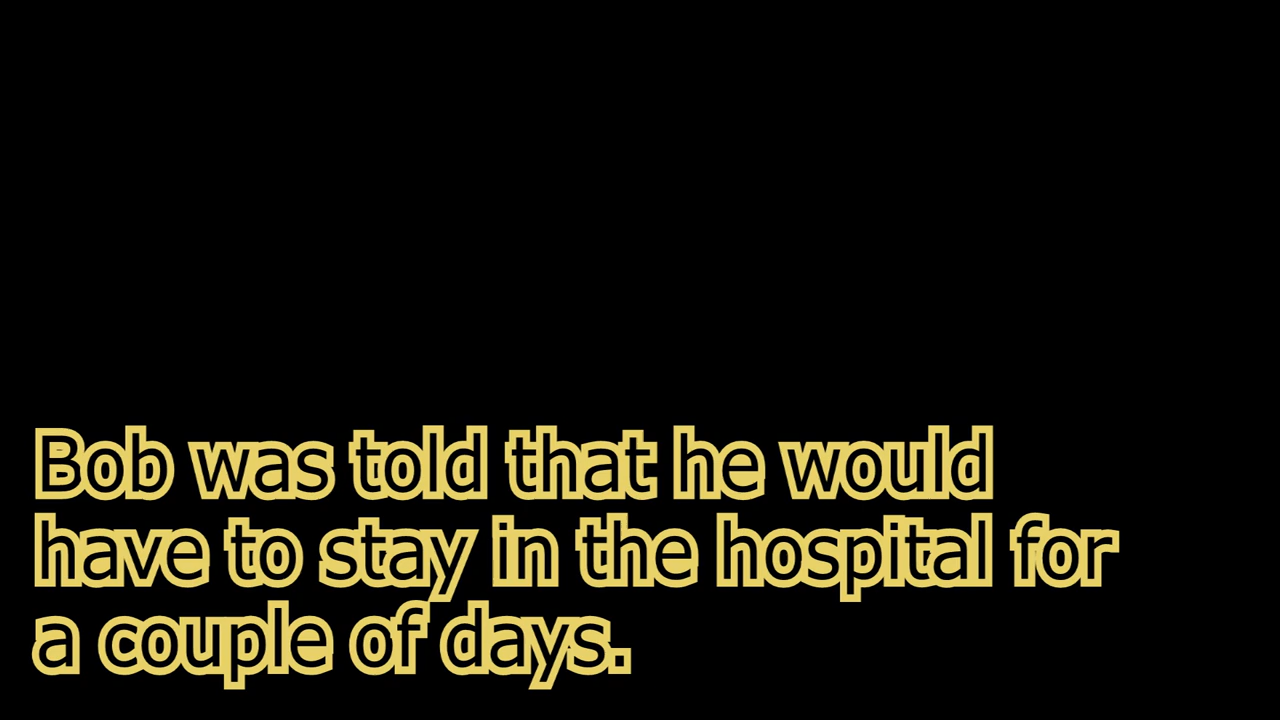 Bob was told that he would
have to stay in the hospital for
a couple of days.